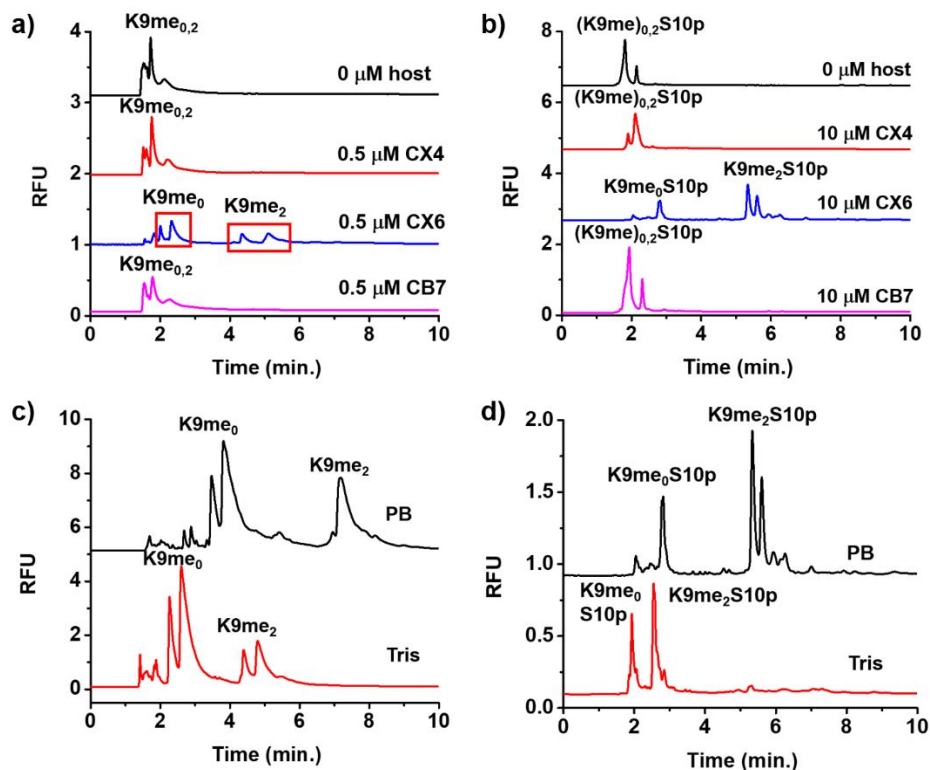 a)
RFU
4
3
2
1
0
K9me0,2
0 μM host
K9me0,2
0.5 μM CX4
K9me0
K9me2
0.5 μM CX6
K9me0,2
0.5 μM CB7
0 2 4 6 8 10
Time (min.)
b)
RFU
8
6
4
2
0
(K9me)0,2S10p
0 μM host
(K9me)0,2S10p
10 μM CX4
K9me0S10p
K9me2S10p
10 μM CX6
(K9me)0,2S10p
10 μM CB7
0 2 4 6 8 10
Time (min.)
c)
RFU
10
8
6
4
2
0
K9me0
K9me2
PB
K9me0
K9me2
Tris
0 2 4 6 8 10
Time (min.)
d)
RFU
2.0
1.5
1.0
0.5
0.0
K9me2S10p
K9me0S10p
PB
K9me0
S10p
K9me2S10p
Tris
0 2 4 6 8 10
Time (min.)